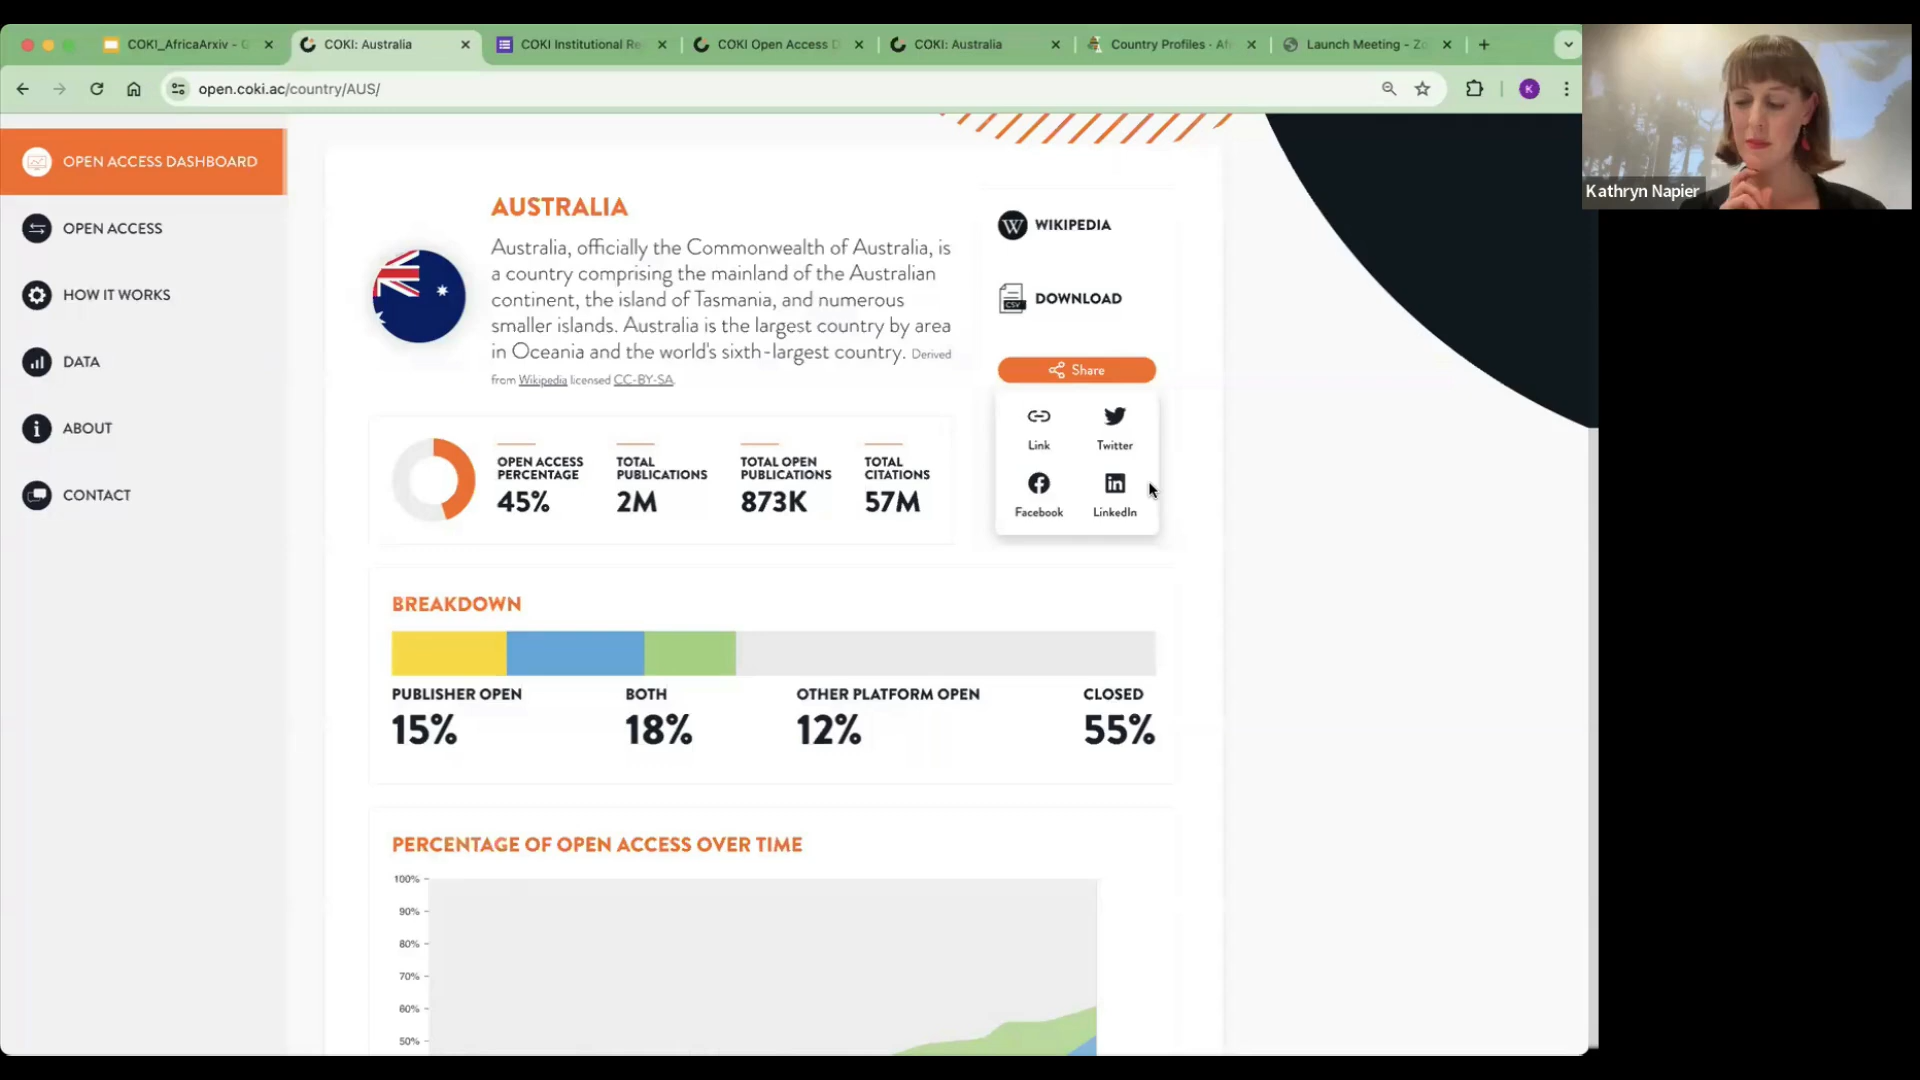 COKI_AfricaArxiv - G
COKI: Australia
COKI Institutional Re
COKI Open Access D
COKI: Australia
Country Profiles · Afr
Launch Meeting - Zo
open.coki.ac/country/AUS/
K
Kathryn Napier
OPEN ACCESS DASHBOARD
OPEN ACCESS
HOW IT WORKS
DATA
ABOUT
CONTACT
AUSTRALIA
Australia, officially the Commonwealth of Australia, is
a country comprising the mainland of the Australian
continent, the island of Tasmania, and numerous
smaller islands. Australia is the largest country by area
in Oceania and the world's sixth-largest country. Derived
from Wikipedia licensed CC-BY-SA.
W WIKIPEDIA
CSV DOWNLOAD
Share
Link Twitter
Facebook LinkedIn
OPEN ACCESS PERCENTAGE
45%
TOTAL PUBLICATIONS
2M
TOTAL OPEN PUBLICATIONS
873K
TOTAL CITATIONS
57M
BREAKDOWN
PUBLISHER OPEN BOTH OTHER PLATFORM OPEN CLOSED
15% 18% 12% 55%
PERCENTAGE OF OPEN ACCESS OVER TIME
100%
90%
80%
70%
60%
50%